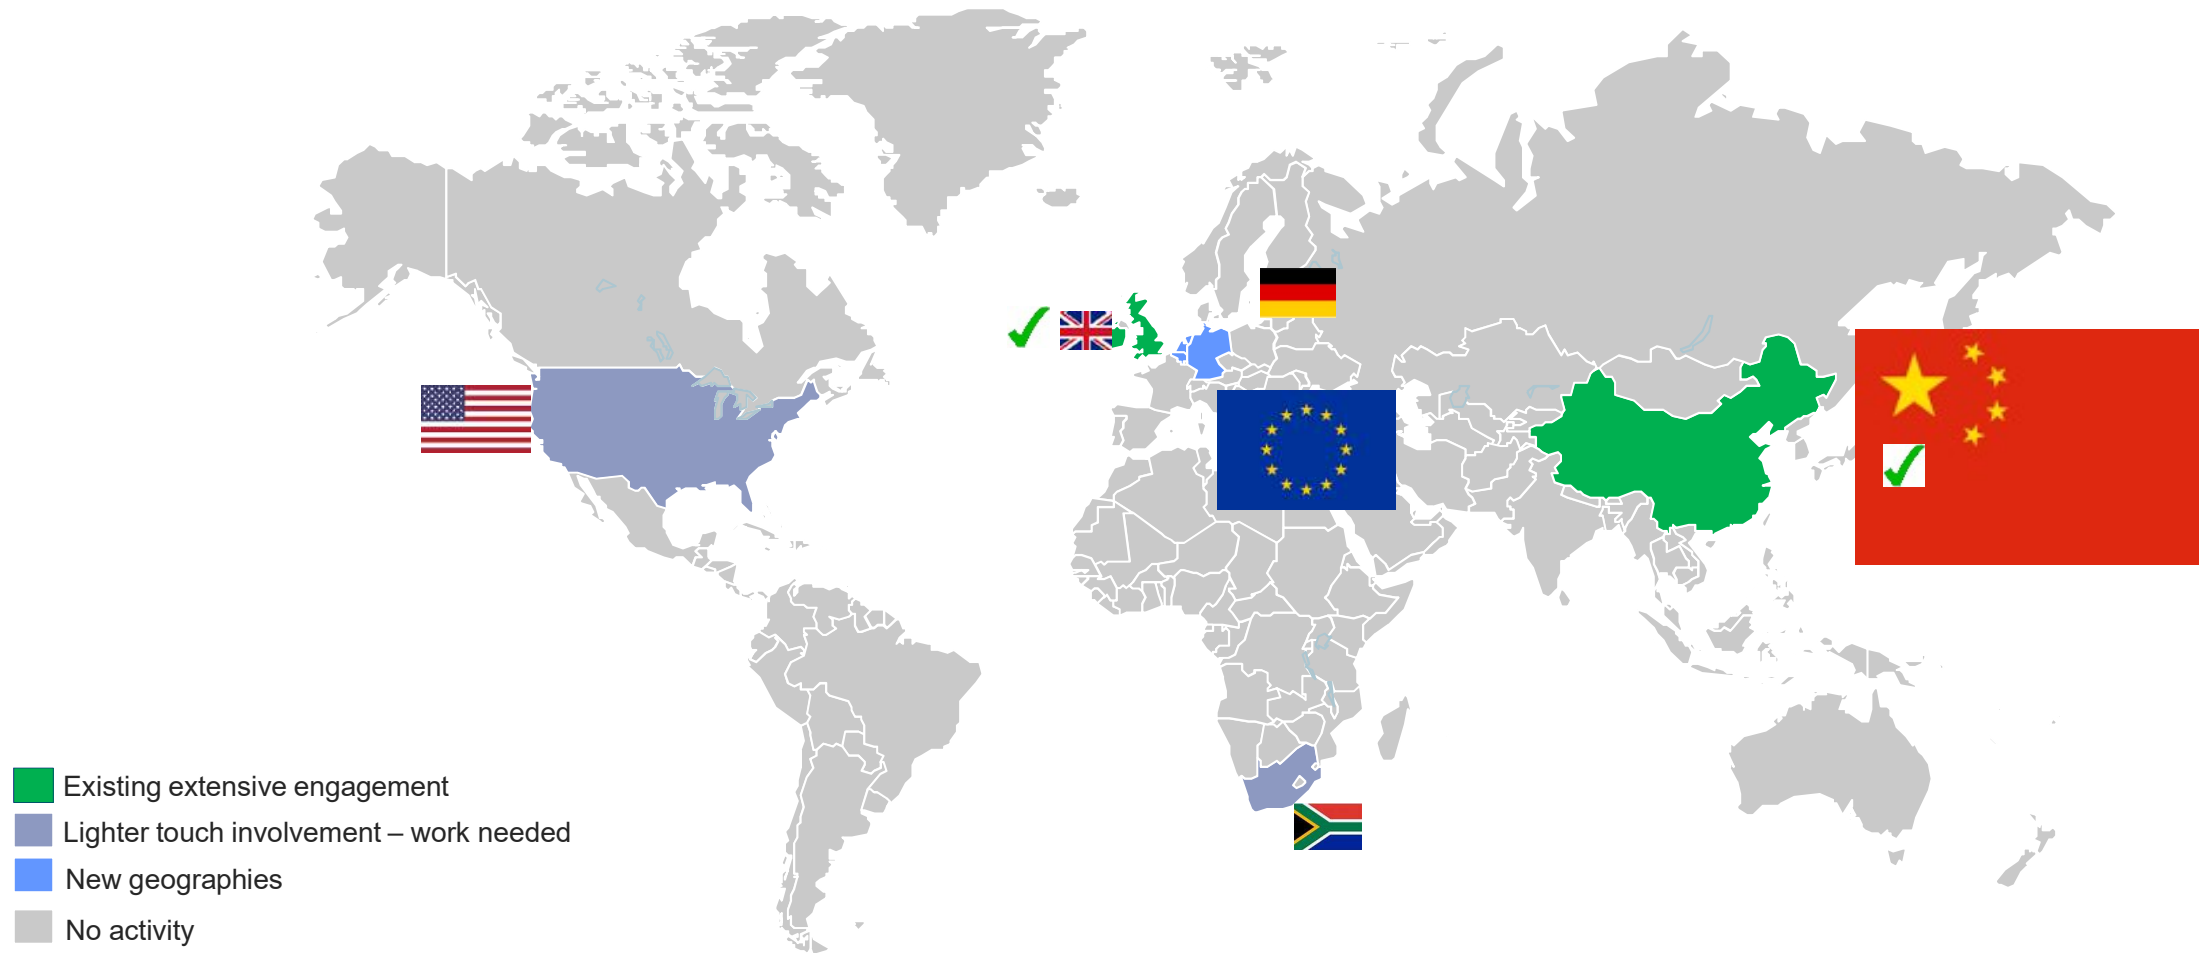 Existing extensive engagement
Lighter touch involvement – work needed
New geographies
No activity